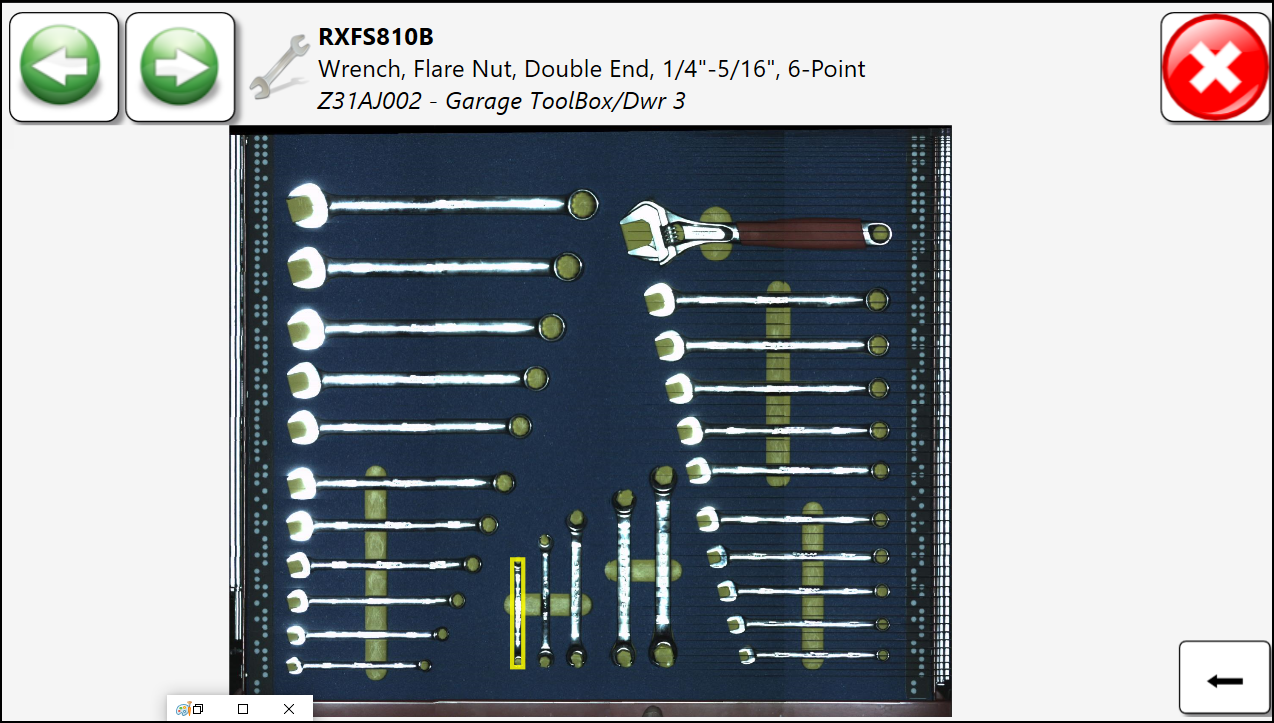 RXFS810B
Wrench, Flare Nut, Double End, 1/4"-5/16", 6-Point
Z31AJ002 - Garage ToolBox/Dwr 3